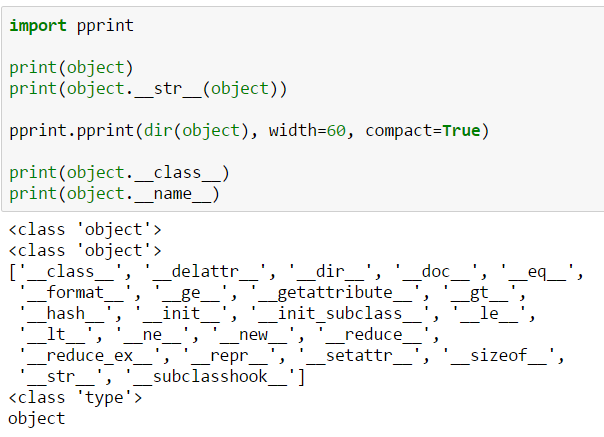 import pprint
print(object)
print(object.__str__(object))
pprint.pprint(dir(object), width=60, compact=True)
print(object.__class__)
print(object.__name__)
<class 'object'>
<class 'object'>
['__class__', '__delattr__', '__dir__', '__doc__', '__eq__',
'__format__', '__ge__', '__getattribute__', '__gt__',
'__hash__', '__init__', '__init_subclass__', '__le__',
'__lt__', '__ne__', '__new__', '__reduce__',
'__reduce_ex__', '__repr__', '__setattr__', '__sizeof__',
'__str__', '__subclasshook__']
<class 'type'>
object